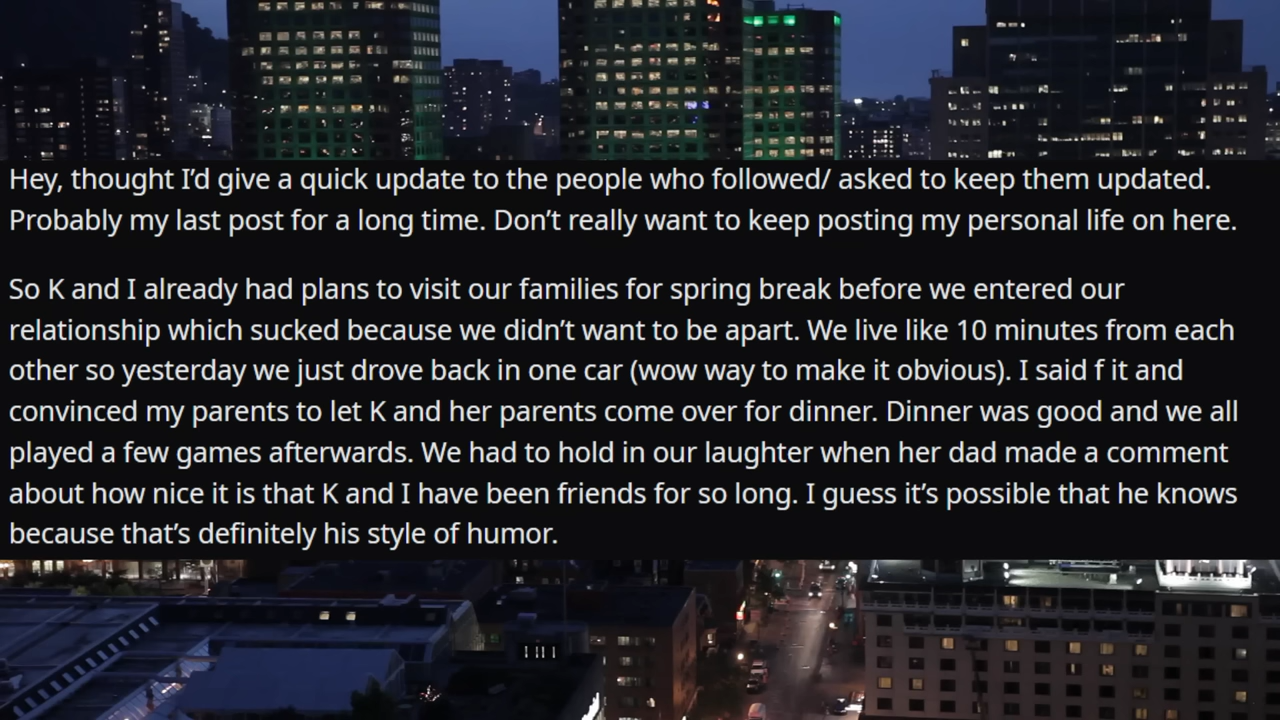 Hey, thought I’d give a quick update to the people who followed/ asked to keep them updated.
Probably my last post for a long time. Don’t really want to keep posting my personal life on here.
So K and I already had plans to visit our families for spring break before we entered our
relationship which sucked because we didn’t want to be apart. We live like 10 minutes from each
other so yesterday we just drove back in one car (wow way to make it obvious). I said f it and
convinced my parents to let K and her parents come over for dinner. Dinner was good and we all
played a few games afterwards. We had to hold in our laughter when her dad made a comment
about how nice it is that K and I have been friends for so long. I guess it’s possible that he knows
because that’s definitely his style of humor.